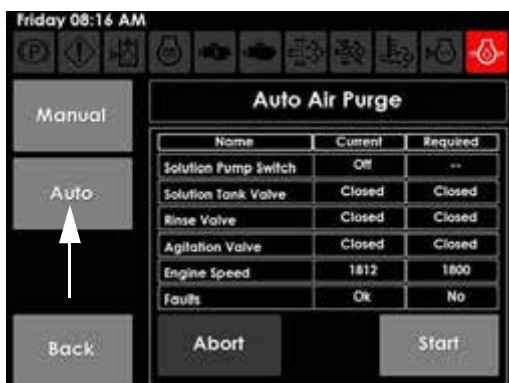 Friday 08:16 AM
Manual
Auto Air Purge
Name Current Required
Solution Pump Switch Off --
Auto
Solution Tank Valve Closed Closed
Rinse Valve Closed Closed
Agitation Valve Closed Closed
Engine Speed 1812 1800
Faults Ok No
Back
Abort
Start